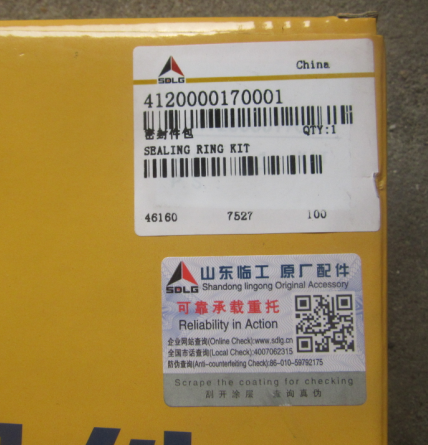 SDLG
China
4120000170001
密封件包
QTY:1
SEALING RING KIT
46160 7527 100
SDLG
山东临工 原厂配件
Shandong lingong Original Accessory
可靠承载重托
Reliability in Action
企业网站查询(Online Check):www.sdlg.cn
全国市话查询(Local Check):4007062315
防伪查询(Anti-counterfeiting Check):86-010-59792175
Scrape the coating for checking
刮开涂层 查询真伪